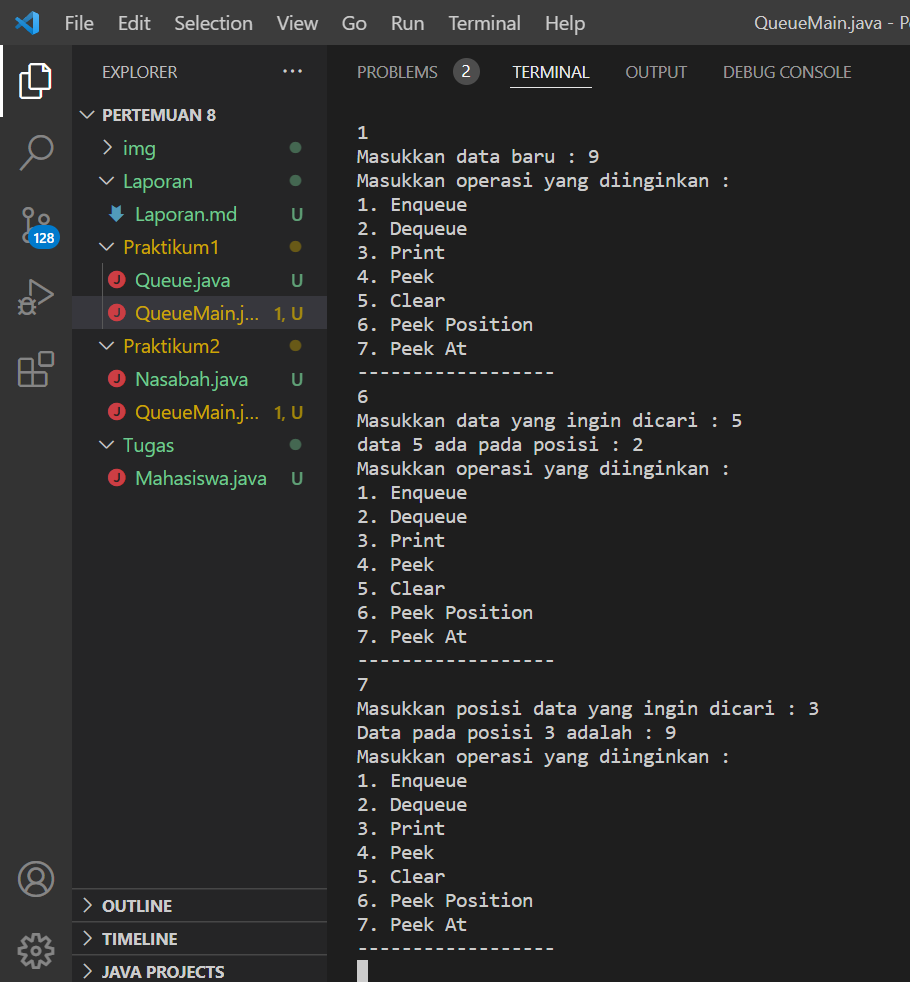 File Edit Selection View Go Run Terminal Help QueueMain.java - P
EXPLORER ···
PERTEMUAN 8
img
Laporan
Laporan.md U
Praktikum1
J Queue.java U
J QueueMain.j... 1, U
Praktikum2
J Nasabah.java U
J QueueMain.j... 1, U
Tugas
J Mahasiswa.java U
128
OUTLINE
TIMELINE
JAVA PROJECTS
PROBLEMS 2 TERMINAL OUTPUT DEBUG CONSOLE
1
Masukkan data baru : 9
Masukkan operasi yang diinginkan :
1. Enqueue
2. Dequeue
3. Print
4. Peek
5. Clear
6. Peek Position
7. Peek At
------------------
6
Masukkan data yang ingin dicari : 5
data 5 ada pada posisi : 2
Masukkan operasi yang diinginkan :
1. Enqueue
2. Dequeue
3. Print
4. Peek
5. Clear
6. Peek Position
7. Peek At
------------------
7
Masukkan posisi data yang ingin dicari : 3
Data pada posisi 3 adalah : 9
Masukkan operasi yang diinginkan :
1. Enqueue
2. Dequeue
3. Print
4. Peek
5. Clear
6. Peek Position
7. Peek At
------------------